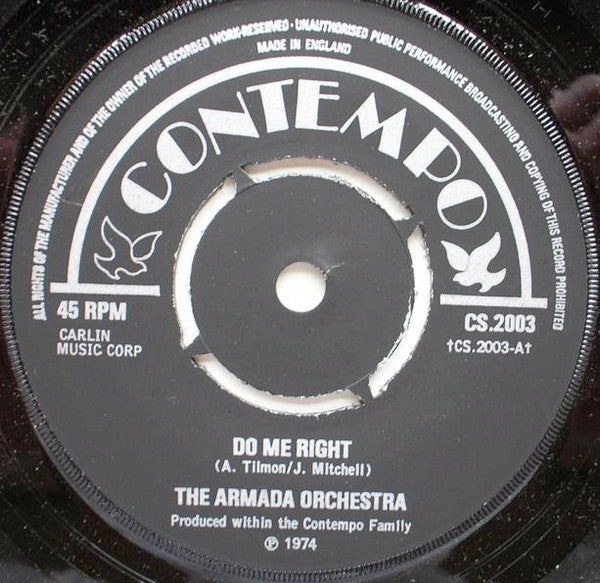 ALL RIGHTS OF THE MANUFACTURER AND OF THE OWNER OF THE RECORDED WORK RESERVED · UNAUTHORISED PUBLIC PERFORMANCE BROADCASTING AND COPYING OF THIS RECORD PROHIBITED
MADE IN ENGLAND
CONTEMPO
45 RPM
CARLIN
MUSIC CORP
CS.2003
†CS.2003-A†
DO ME RIGHT
(A. Tilmon/J. Mitchell)
THE ARMADA ORCHESTRA
Produced within the Contempo Family
℗ 1974